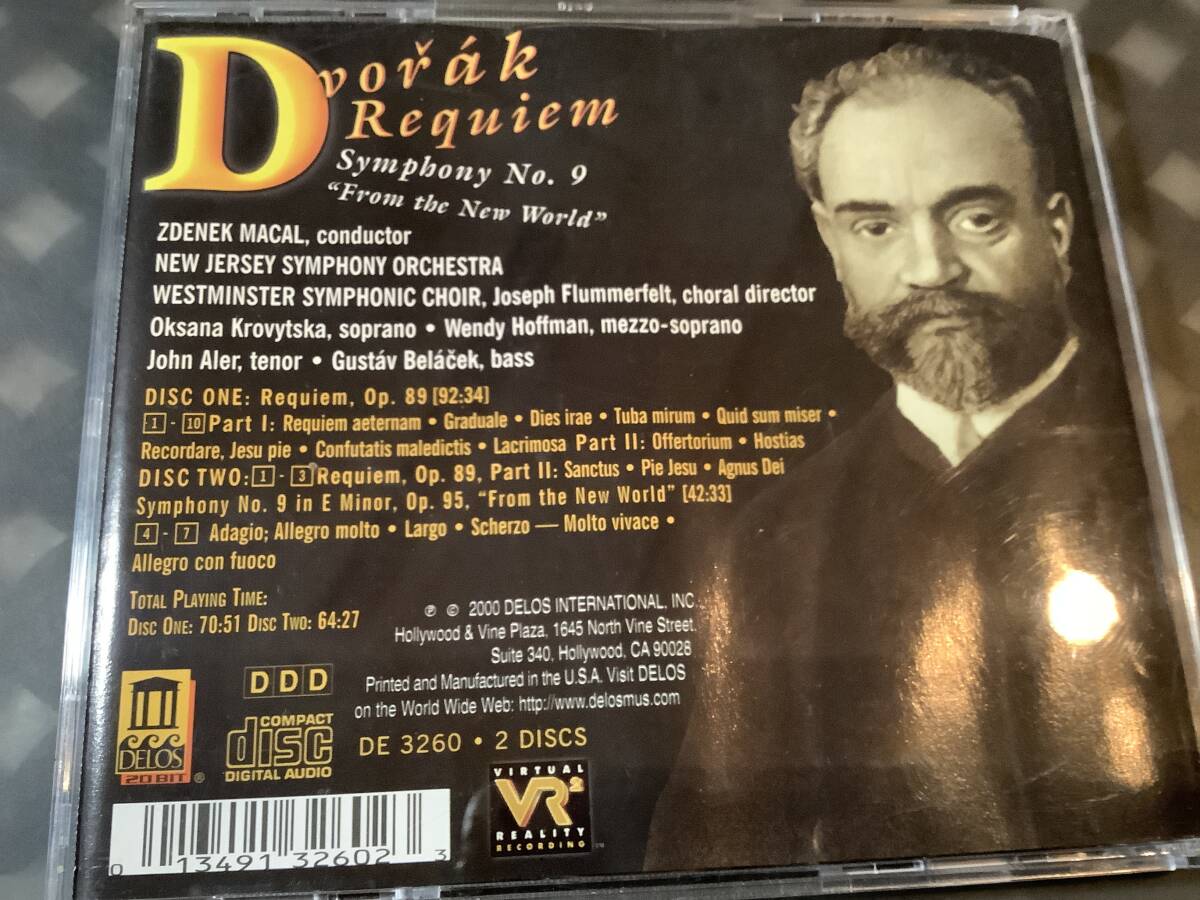 Dvořák
Requiem
Symphony No. 9
“From the New World”
ZDENEK MACAL, conductor
NEW JERSEY SYMPHONY ORCHESTRA
WESTMINSTER SYMPHONIC CHOIR, Joseph Flummerfelt, choral director
Oksana Krovytska, soprano • Wendy Hoffman, mezzo-soprano
John Aler, tenor • Gustáv Beláček, bass
DISC ONE: Requiem, Op. 89 [92:34]
1 - 10 Part I: Requiem aeternam • Graduale • Dies irae • Tuba mirum • Quid sum miser •
Recordare, Jesu pie • Confutatis maledictis • Lacrimosa Part II: Offertorium • Hostias
DISC TWO: 1 - 3 Requiem, Op. 89, Part II: Sanctus • Pie Jesu • Agnus Dei
Symphony No. 9 in E Minor, Op. 95, “From the New World” [42:33]
4 - 7 Adagio; Allegro molto • Largo • Scherzo — Molto vivace •
Allegro con fuoco
TOTAL PLAYING TIME:
DISC ONE: 70:51 DISC TWO: 64:27
℗ © 2000 DELOS INTERNATIONAL, INC.
Hollywood & Vine Plaza, 1645 North Vine Street.
Suite 340, Hollywood, CA 90028
Printed and Manufactured in the U.S.A. Visit DELOS
on the World Wide Web: http://www.delosmus.com
DELOS
20 BIT ®
DDD
COMPACT
disc
DIGITAL AUDIO
DE 3260 • 2 DISCS
VIRTUAL
VR2
REALITY
RECORDING ™
0 13491 32602 3